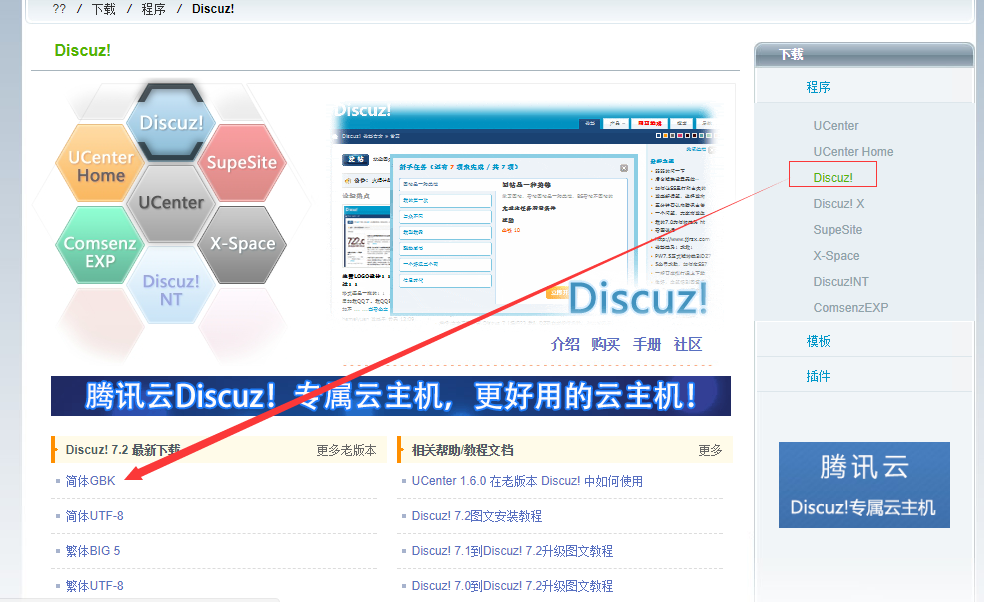 ?? / 下载 / 程序 / Discuz!
Discuz!
Discuz!
UCenter
Home
SupeSite
UCenter
Comsenz
EXP
X-Space
Discuz!
NT
Discuz!
Discuz!
介绍 购买 手册 社区
腾讯云Discuz! 专属云主机，更好用的云主机！
Discuz! 7.2 最新下载 更多老版本
简体GBK
简体UTF-8
繁体BIG 5
繁体UTF-8
相关帮助/教程文档 更多
UCenter 1.6.0 在老版本 Discuz! 中如何使用
Discuz! 7.2图文安装教程
Discuz! 7.1到Discuz! 7.2升级图文教程
Discuz! 7.0到Discuz! 7.2升级图文教程
下载
程序
UCenter
UCenter Home
Discuz!
Discuz! X
SupeSite
X-Space
Discuz!NT
ComsenzEXP
模板
插件
腾讯云
Discuz!专属云主机